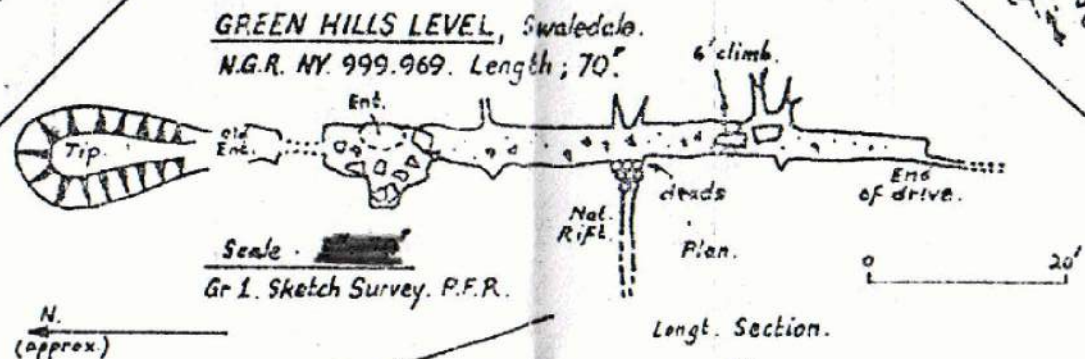 GREEN HILLS LEVEL, Swaledale.
N.G.R. NY. 999.969. Length; 70'.
6' climb.
Ent.
Old
Ent.
Tip.
deads
End
of drive.
Nat.
Rift.
Plan.
Scale.
Gr 1. Sketch Survey. P.F.R.
0 20'
N.
(approx.)
Longt. Section.